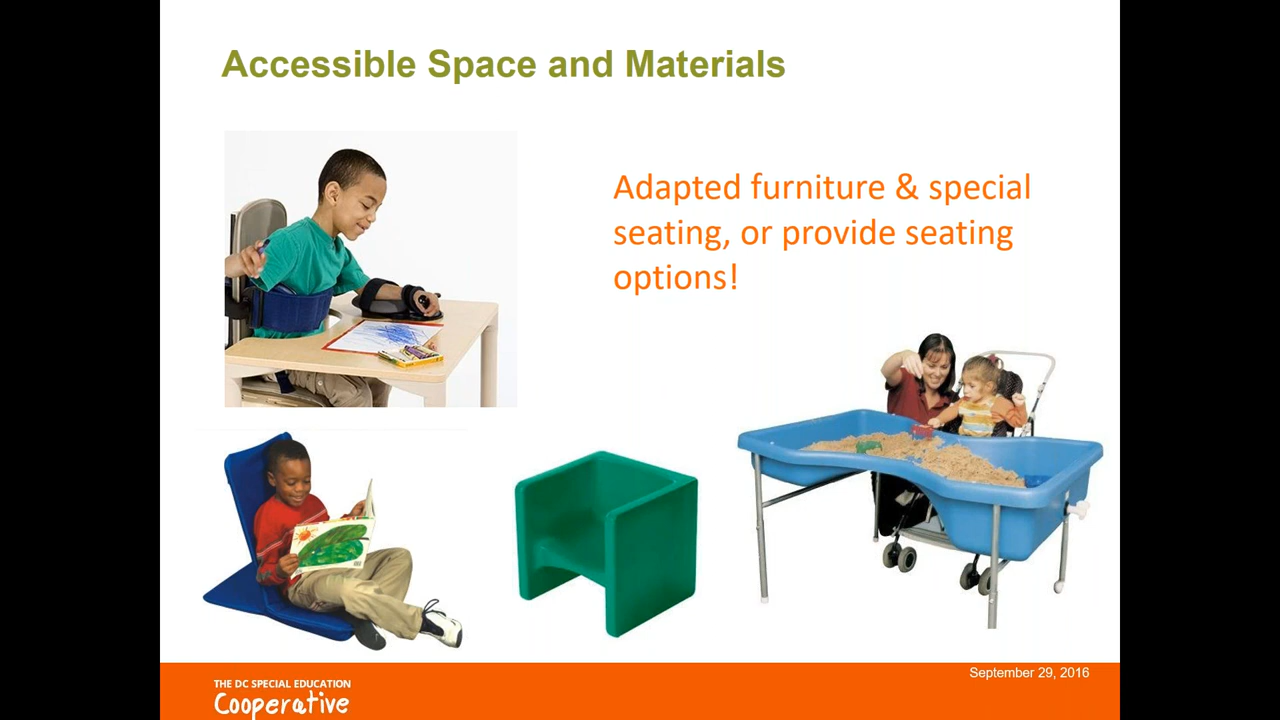 Accessible Space and Materials
Adapted furniture & special
seating, or provide seating
options!
September 29, 2016
THE DC SPECIAL EDUCATION
Cooperative